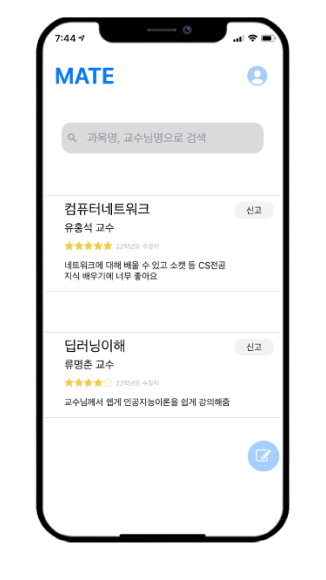 7:44
MATE
과목명, 교수님명으로 검색
컴퓨터네트워크
신고
유홍석 교수
22학년도 수강자
네트워크에 대해 배울 수 있고 소켓 등 CS전공
지식 배우기에 너무 좋아요
딥러닝이해
신고
류명춘 교수
22학년도 수강자
교수님께서 쉽게 인공지능이론을 쉽게 강의해줌